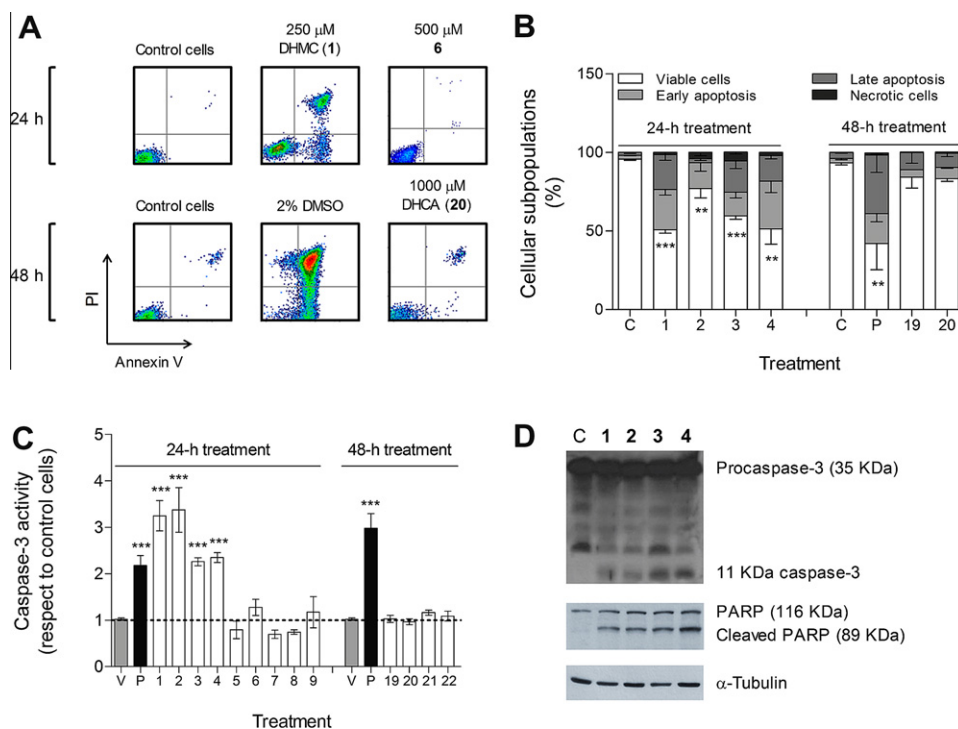 A
250 μM
500 μM
Control cells
DHMC (1)
6
24 h
1000 μM
Control cells
2% DMSO
DHCA (20)
48 h
PI
Annexin V
B
Viable cells
Late apoptosis
Early apoptosis
Necrotic cells
24-h treatment
48-h treatment
150
100
50
0
Cellular subpopulations
(%)
** ** *** *** ** 
C 1 2 3 4 C P 19 20
Treatment
C
24-h treatment
48-h treatment
5
4
3
2
1
0
Caspase-3 activity
(respect to control cells)
*** *** *** *** *** ***
V P 1 2 3 4 5 6 7 8 9 V P 19 20 21 22
Treatment
D
C 1 2 3 4
Procaspase-3 (35 KDa)
11 KDa caspase-3
PARP (116 KDa)
Cleaved PARP (89 KDa)
α-Tubulin